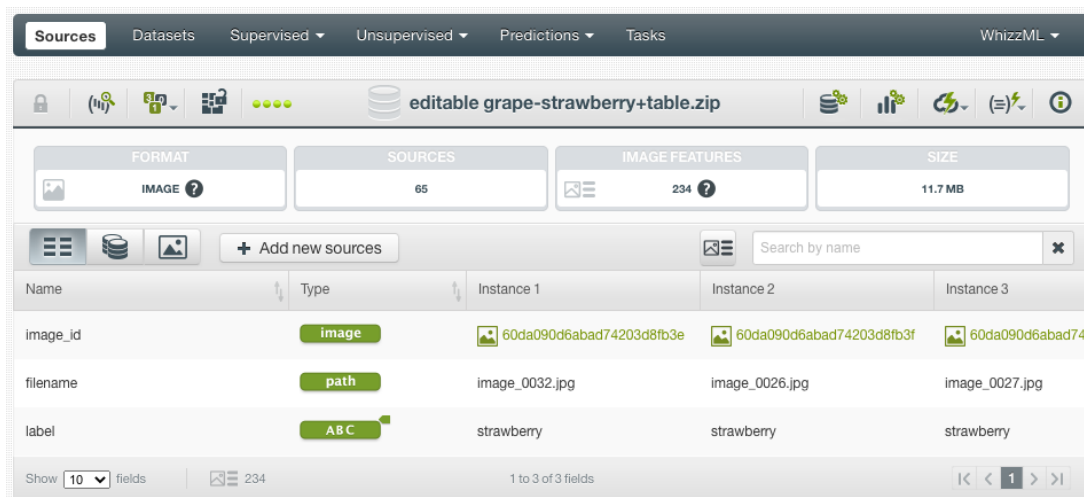 Sources Datasets Supervised Unsupervised Predictions Tasks WhizzML
editable grape-strawberry+table.zip
FORMAT SOURCES IMAGE FEATURES SIZE
IMAGE ? 65 234 ? 11.7 MB
+ Add new sources Search by name
Name Type Instance 1 Instance 2 Instance 3
image_id image 60da090d6abad74203d8fb3e 60da090d6abad74203d8fb3f 60da090d6abad74
filename path image_0032.jpg image_0026.jpg image_0027.jpg
label ABC strawberry strawberry strawberry
Show 10 fields 234 1 to 3 of 3 fields 1